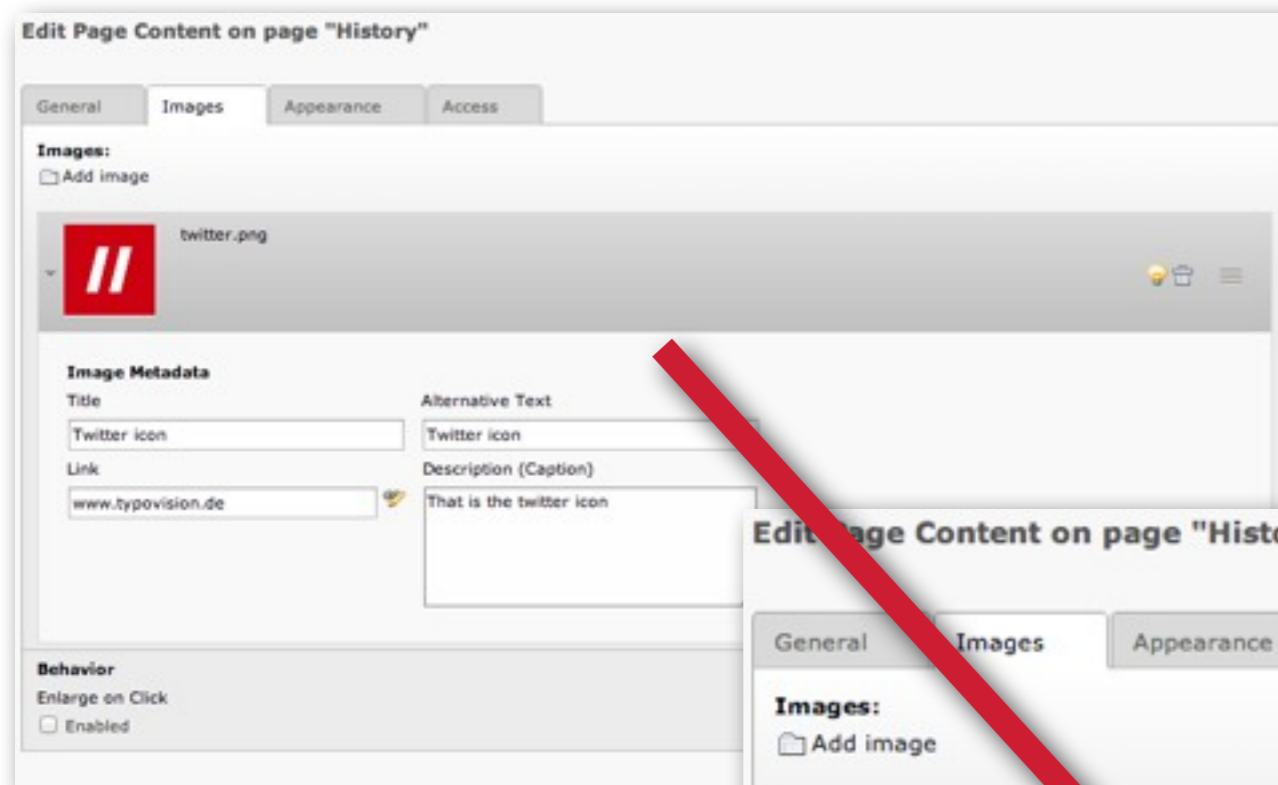 Edit Page Content on page "History"
General Images Appearance Access
Images:
Add image
twitter.png
Image Metadata
Title Alternative Text
Twitter icon Twitter icon
Link Description (Caption)
www.typovision.de That is the twitter icon
Behavior
Enlarge on Click
Enabled
Edit Page Content on page "Histo
General Images Appearance
Images:
Add image